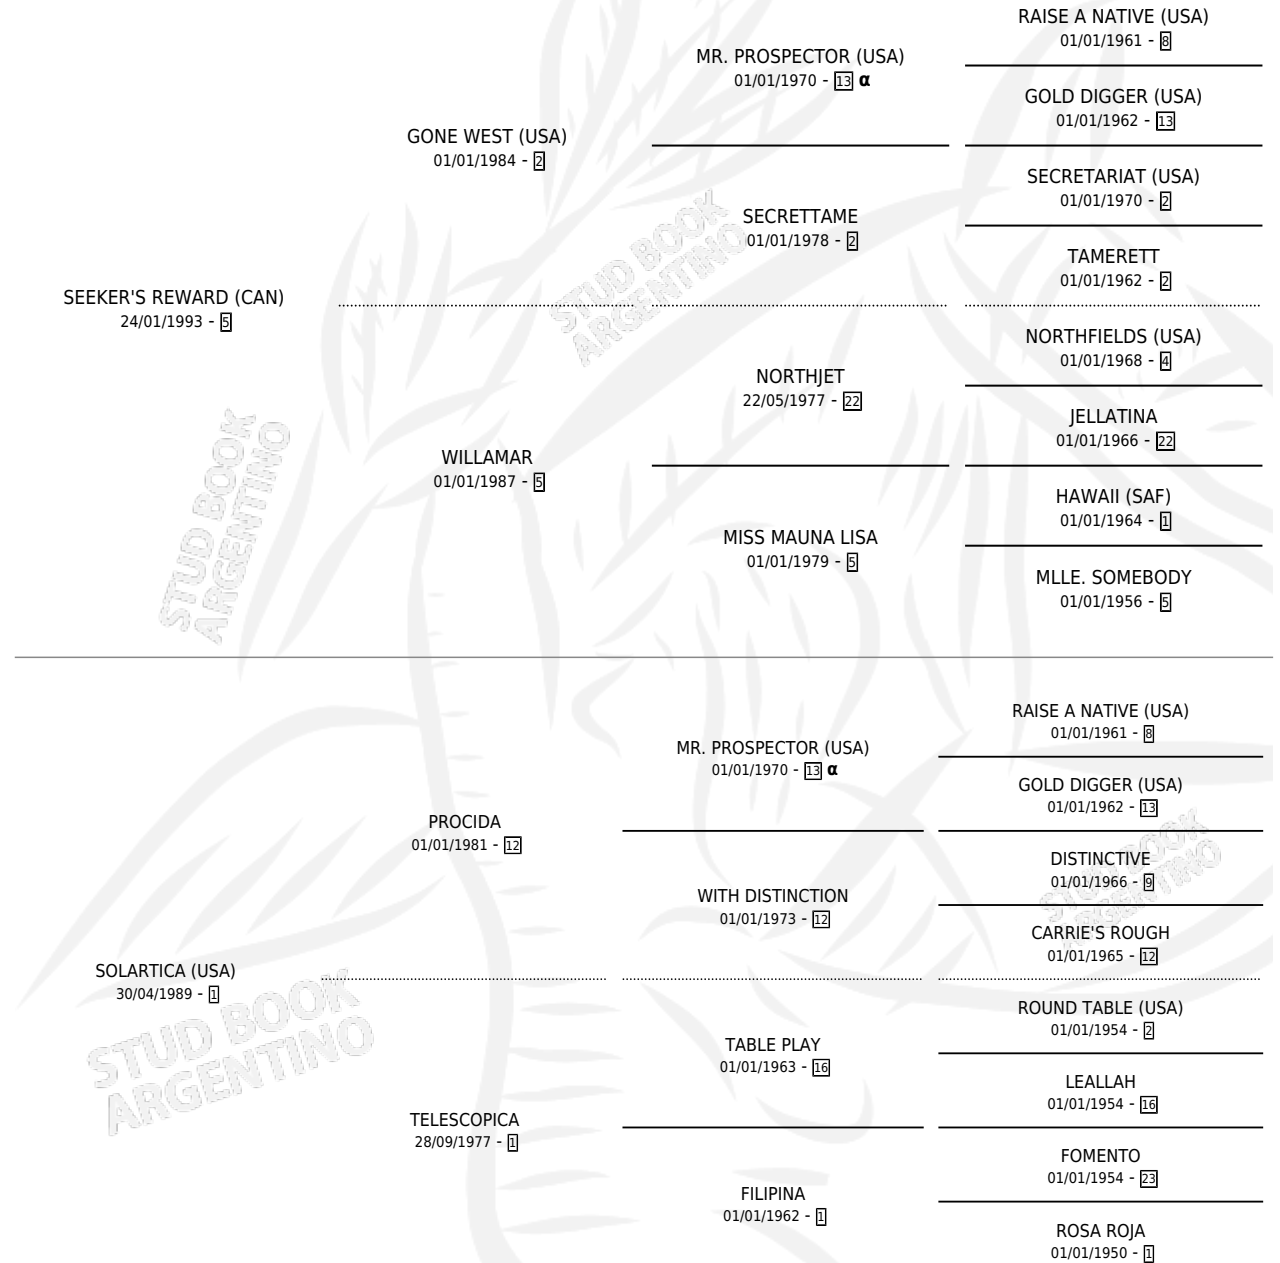 RAISE A NATIVE (USA)
01/01/1961 - 8
MR. PROSPECTOR (USA)
01/01/1970 - 13 α
GOLD DIGGER (USA)
01/01/1962 - 13
GONE WEST (USA)
01/01/1984 - 2
SECRETARIAT (USA)
01/01/1970 - 2
SECRETTAME
01/01/1978 - 2
TAMERETT
01/01/1962 - 2
SEEKER'S REWARD (CAN)
24/01/1993 - 5
NORTHFIELDS (USA)
01/01/1968 - 4
NORTHJET
22/05/1977 - 22
JELLATINA
01/01/1966 - 22
WILLAMAR
01/01/1987 - 5
HAWAII (SAF)
01/01/1964 - 1
MISS MAUNA LISA
01/01/1979 - 5
MLLE. SOMEBODY
01/01/1956 - 5
RAISE A NATIVE (USA)
01/01/1961 - 8
MR. PROSPECTOR (USA)
01/01/1970 - 13 α
GOLD DIGGER (USA)
01/01/1962 - 13
PROCIDA
01/01/1981 - 12
DISTINCTIVE
01/01/1966 - 9
WITH DISTINCTION
01/01/1973 - 12
CARRIE'S ROUGH
01/01/1965 - 12
SOLARTICA (USA)
30/04/1989 - 1
ROUND TABLE (USA)
01/01/1954 - 2
TABLE PLAY
01/01/1963 - 16
LEALLAH
01/01/1954 - 16
TELESCOPICA
28/09/1977 - 1
FOMENTO
01/01/1954 - 23
FILIPINA
01/01/1962 - 1
ROSA ROJA
01/01/1950 - 1
STUD BOOK
ARGENTINO
STUD BOOK
ARGENTINO
STUD BOOK
ARGENTINO
STUD BOOK
ARGENTINO